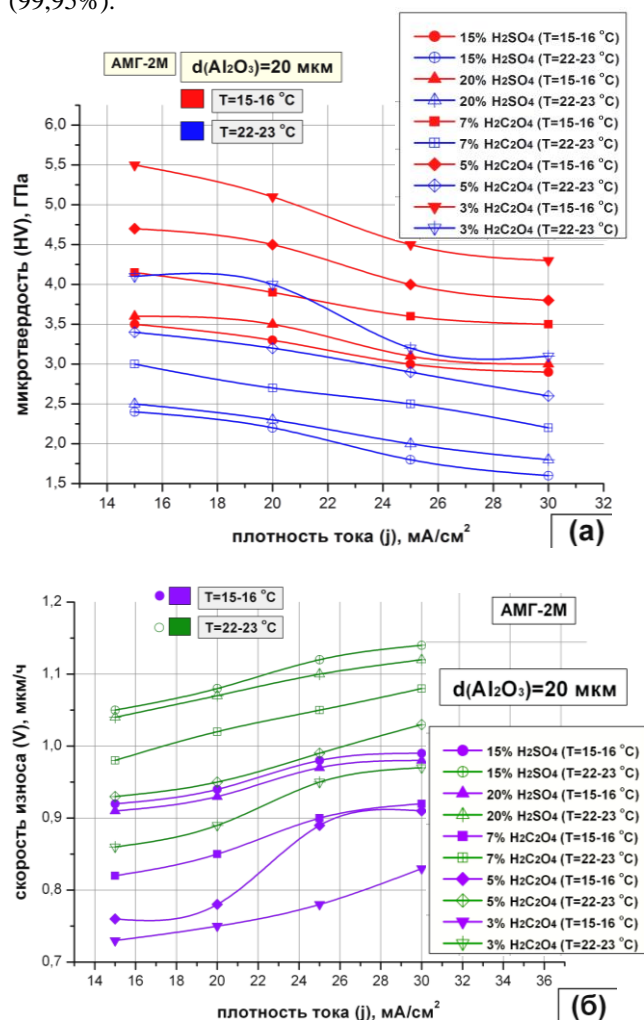 (99,95%).
АМГ-2М
d(Al2O3)=20 мкм
T=15-16 °C
T=22-23 °C
15% H2SO4 (T=15-16 °C)
15% H2SO4 (T=22-23 °C)
20% H2SO4 (T=15-16 °C)
20% H2SO4 (T=22-23 °C)
7% H2C2O4 (T=15-16 °C)
7% H2C2O4 (T=22-23 °C)
5% H2C2O4 (T=15-16 °C)
5% H2C2O4 (T=22-23 °C)
3% H2C2O4 (T=15-16 °C)
3% H2C2O4 (T=22-23 °C)
микротвердость (HV), ГПа
6,0
5,5
5,0
4,5
4,0
3,5
3,0
2,5
2,0
1,5
14 16 18 20 22 24 26 28 30 32
плотность тока (j), мА/см2
(а)
T=15-16 °C
T=22-23 °C
АМГ-2М
d(Al2O3)=20 мкм
15% H2SO4 (T=15-16 °C)
15% H2SO4 (T=22-23 °C)
20% H2SO4 (T=15-16 °C)
20% H2SO4 (T=22-23 °C)
7% H2C2O4 (T=15-16 °C)
7% H2C2O4 (T=22-23 °C)
5% H2C2O4 (T=15-16 °C)
5% H2C2O4 (T=22-23 °C)
3% H2C2O4 (T=15-16 °C)
3% H2C2O4 (T=22-23 °C)
скорость износа (V), мкм/ч
1,2
1,1
1,0
0,9
0,8
0,7
14 16 18 20 22 24 26 28 30 32 34 36
плотность тока (j), мА/см2
(б)